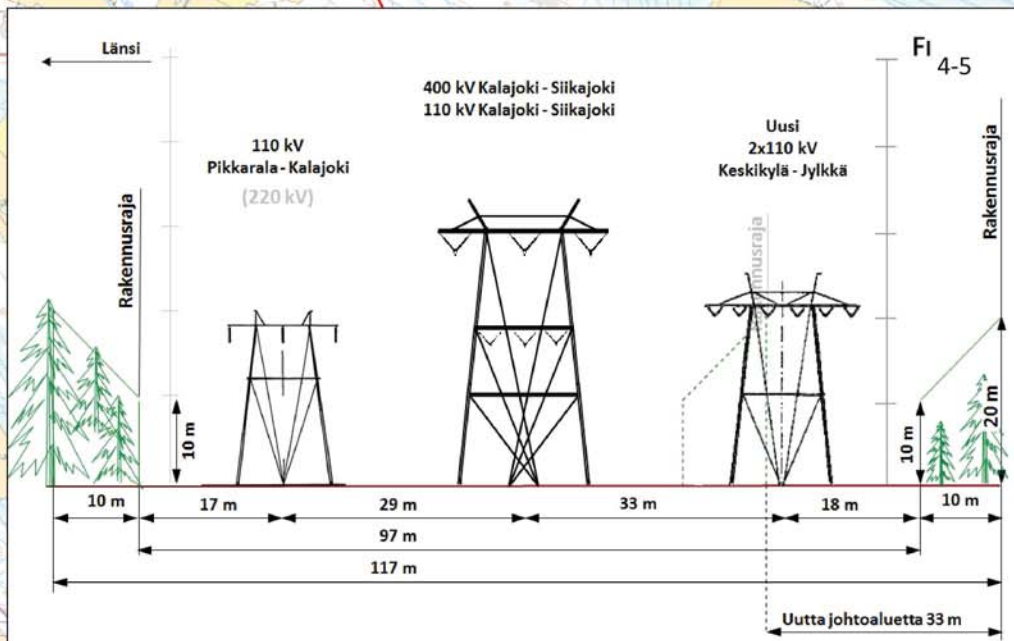 Länsi
FI
4-5
400 kV Kalajoki - Siikajoki
110 kV Kalajoki - Siikajoki
110 kV
Pikkarala - Kalajoki
(220 kV)
Uusi
2x110 kV
Keskikylä - Jylkkä
Rakennusraja
Rakennusraja
10 m
10 m
20 m
10 m
17 m
29 m
33 m
18 m
10 m
97 m
117 m
Uutta johtoaluetta 33 m